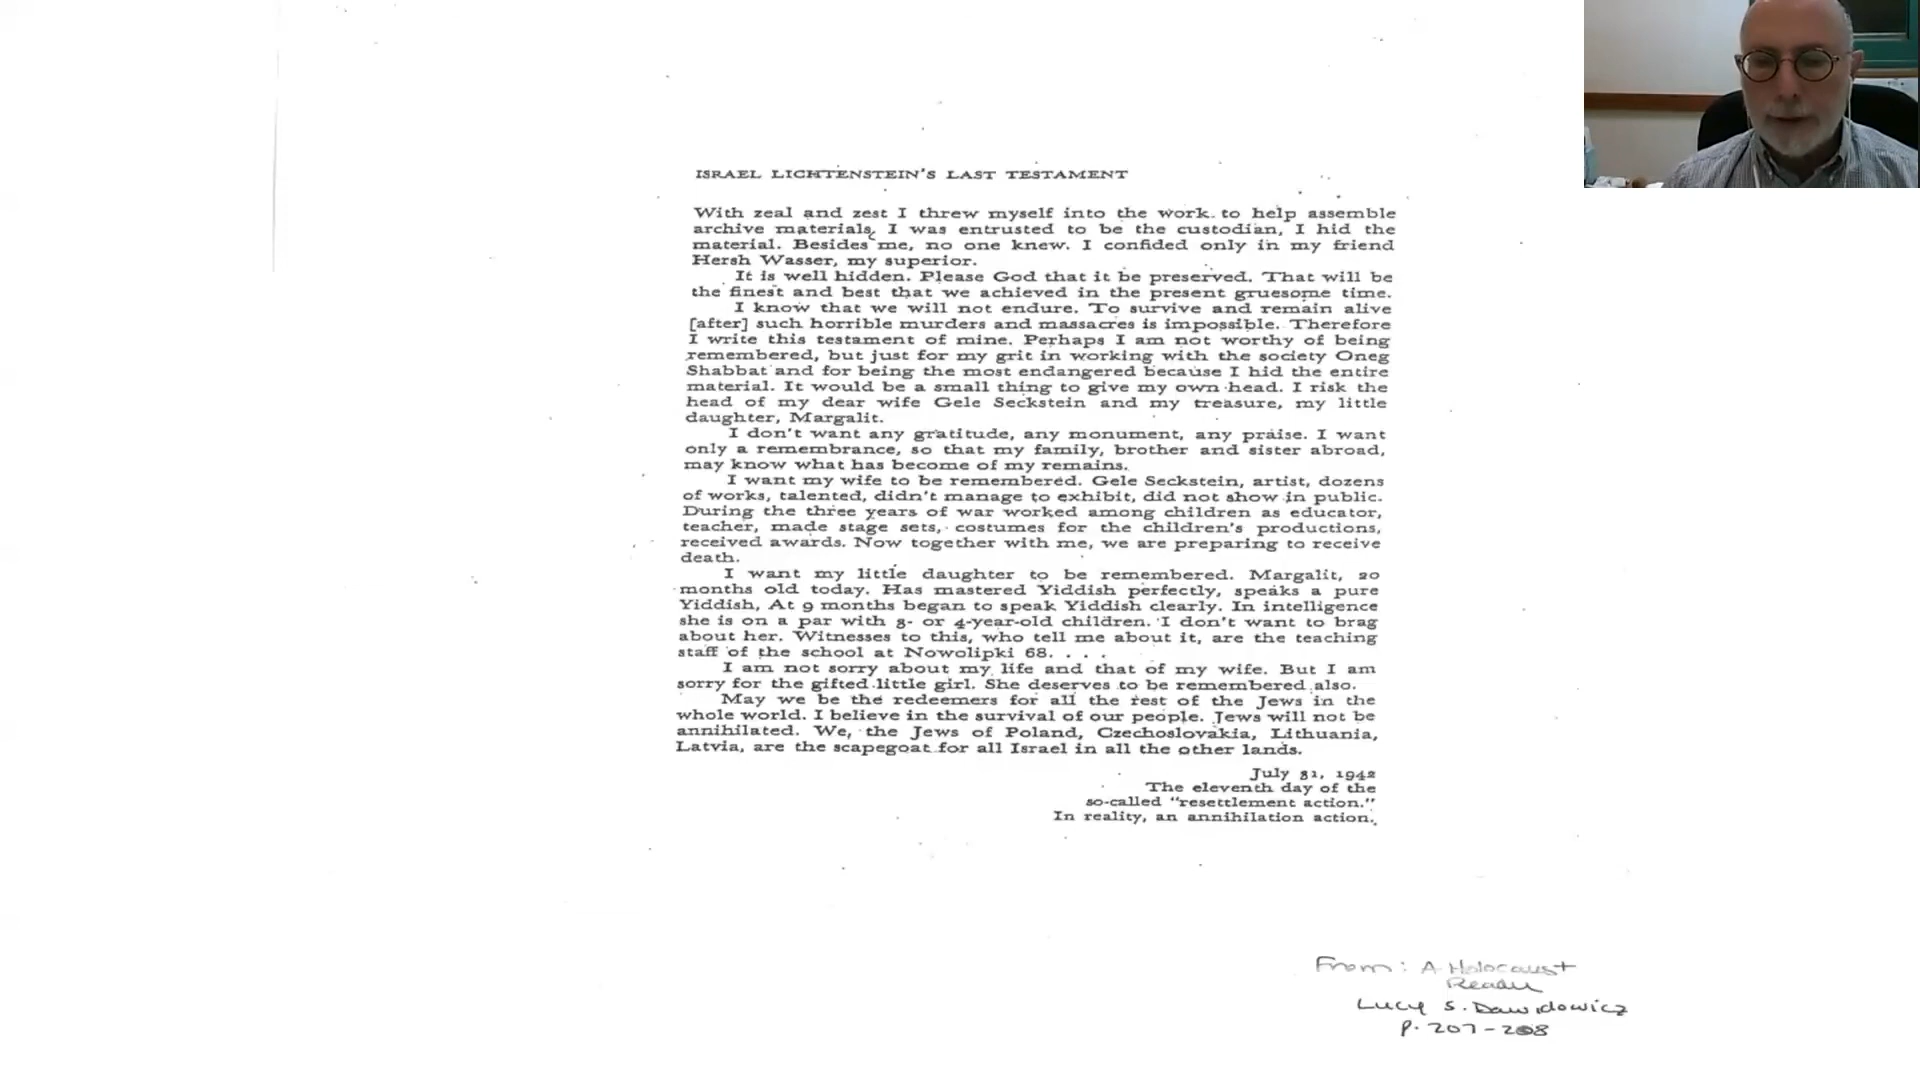 ISRAEL LICHTENSTEIN'S LAST TESTAMENT
With zeal and zest I threw myself into the work to help assemble
archive materials. I was entrusted to be the custodian, I hid the
material. Besides me, no one knew. I confided only in my friend
Hersh Wasser, my superior.
It is well hidden. Please God that it be preserved. That will be
the finest and best that we achieved in the present gruesome time.
I know that we will not endure. To survive and remain alive
[after] such horrible murders and massacres is impossible. Therefore
I write this testament of mine. Perhaps I am not worthy of being
remembered, but just for my grit in working with the society Oneg
Shabbat and for being the most endangered because I hid the entire
material. It would be a small thing to give my own head. I risk the
head of my dear wife Gele Seckstein and my treasure, my little
daughter, Margalit.
I don't want any gratitude, any monument, any praise. I want
only a remembrance, so that my family, brother and sister abroad,
may know what has become of my remains.
I want my wife to be remembered. Gele Seckstein, artist, dozens
of works, talented, didn't manage to exhibit, did not show in public.
During the three years of war worked among children as educator,
teacher, made stage sets, costumes for the children's productions,
received awards. Now together with me, we are preparing to receive
death.
I want my little daughter to be remembered. Margalit, 20
months old today. Has mastered Yiddish perfectly, speaks a pure
Yiddish, At 9 months began to speak Yiddish clearly. In intelligence
she is on a par with 3- or 4-year-old children. I don't want to brag
about her. Witnesses to this, who tell me about it, are the teaching
staff of the school at Nowolipki 68. . . .
I am not sorry about my life and that of my wife. But I am
sorry for the gifted little girl. She deserves to be remembered also.
May we be the redeemers for all the rest of the Jews in the
whole world. I believe in the survival of our people. Jews will not be
annihilated. We, the Jews of Poland, Czechoslovakia, Lithuania,
Latvia, are the scapegoat for all Israel in all the other lands.
July 31, 1942
The eleventh day of the
so-called "resettlement action."
In reality, an annihilation action.
From: A Holocaust
Reader
Lucy S. Dawidowicz
P. 207-208